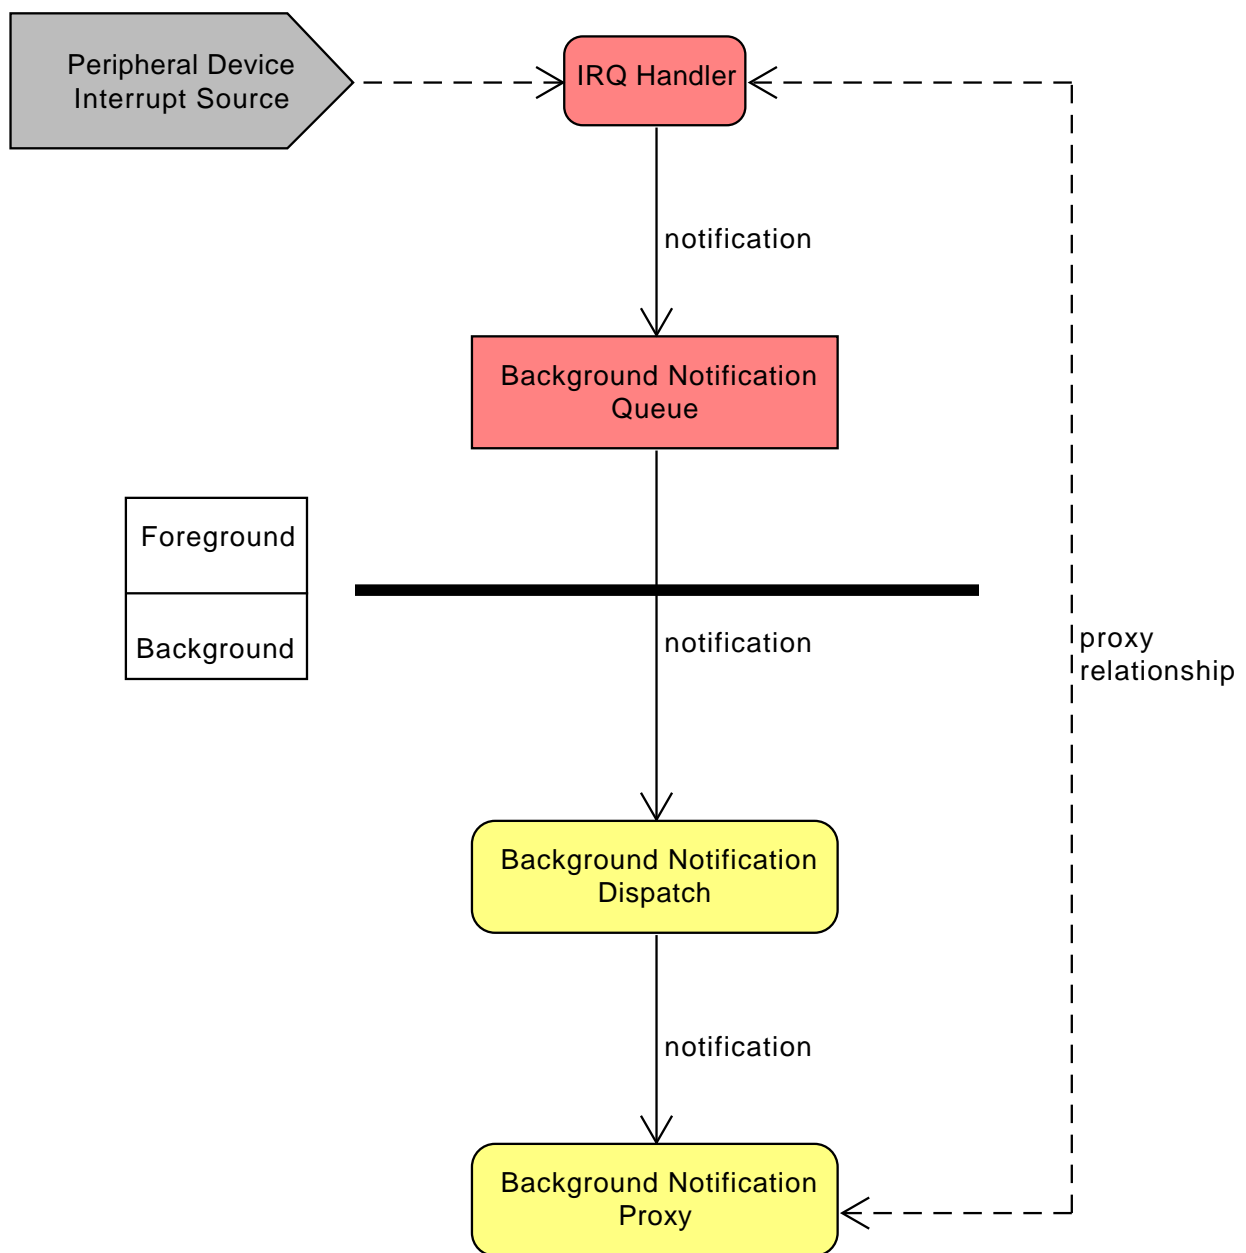 Peripheral Device
Interrupt Source
IRQ Handler
notification
Background Notification
Queue
Foreground
Background
notification
proxy
relationship
Background Notification
Dispatch
notification
Background Notification
Proxy